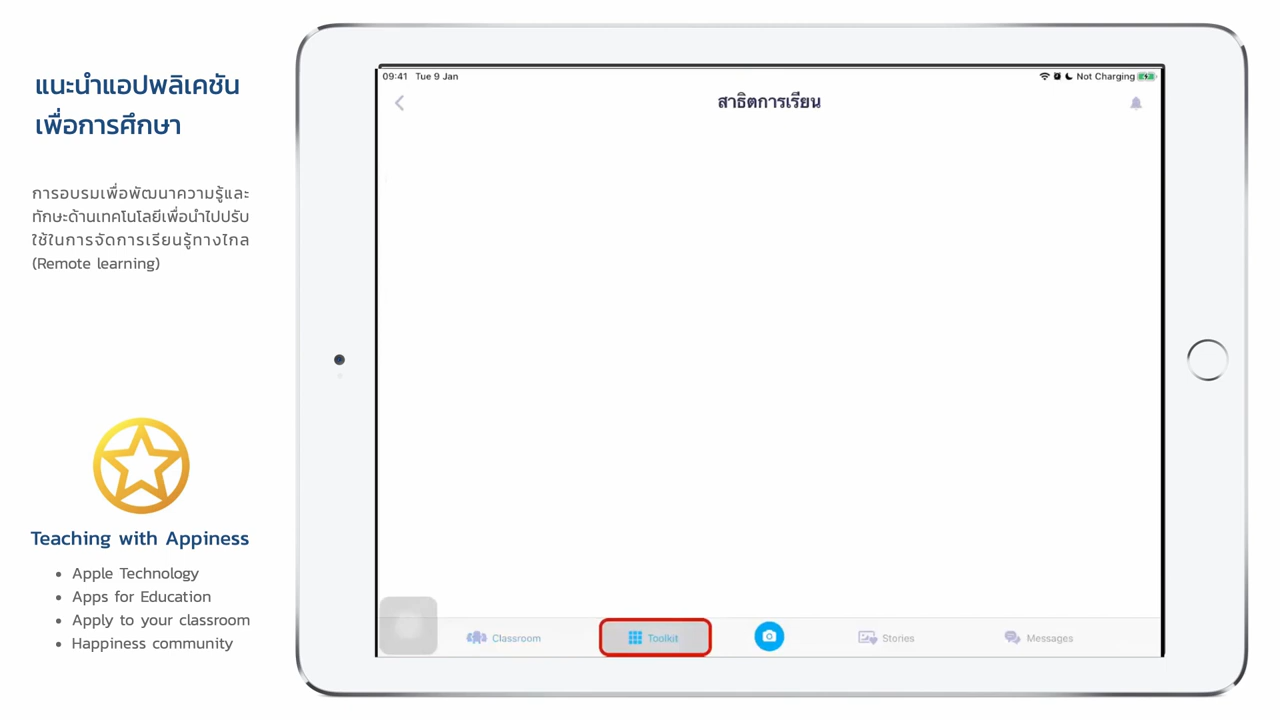 แนะนำแอปพลิเคชัน
เพื่อการศึกษา
การอบรมเพื่อพัฒนาความรู้และ
ทักษะด้านเทคโนโลยีเพื่อนำไปปรับ
ใช้ในการจัดการเรียนรู้ทางไกล
(Remote learning)
Teaching with Appiness
• Apple Technology
• Apps for Education
• Apply to your classroom
• Happiness community
09:41 Tue 9 Jan
Not Charging
สาธิตการเรียน
Classroom
Toolkit
Stories
Messages